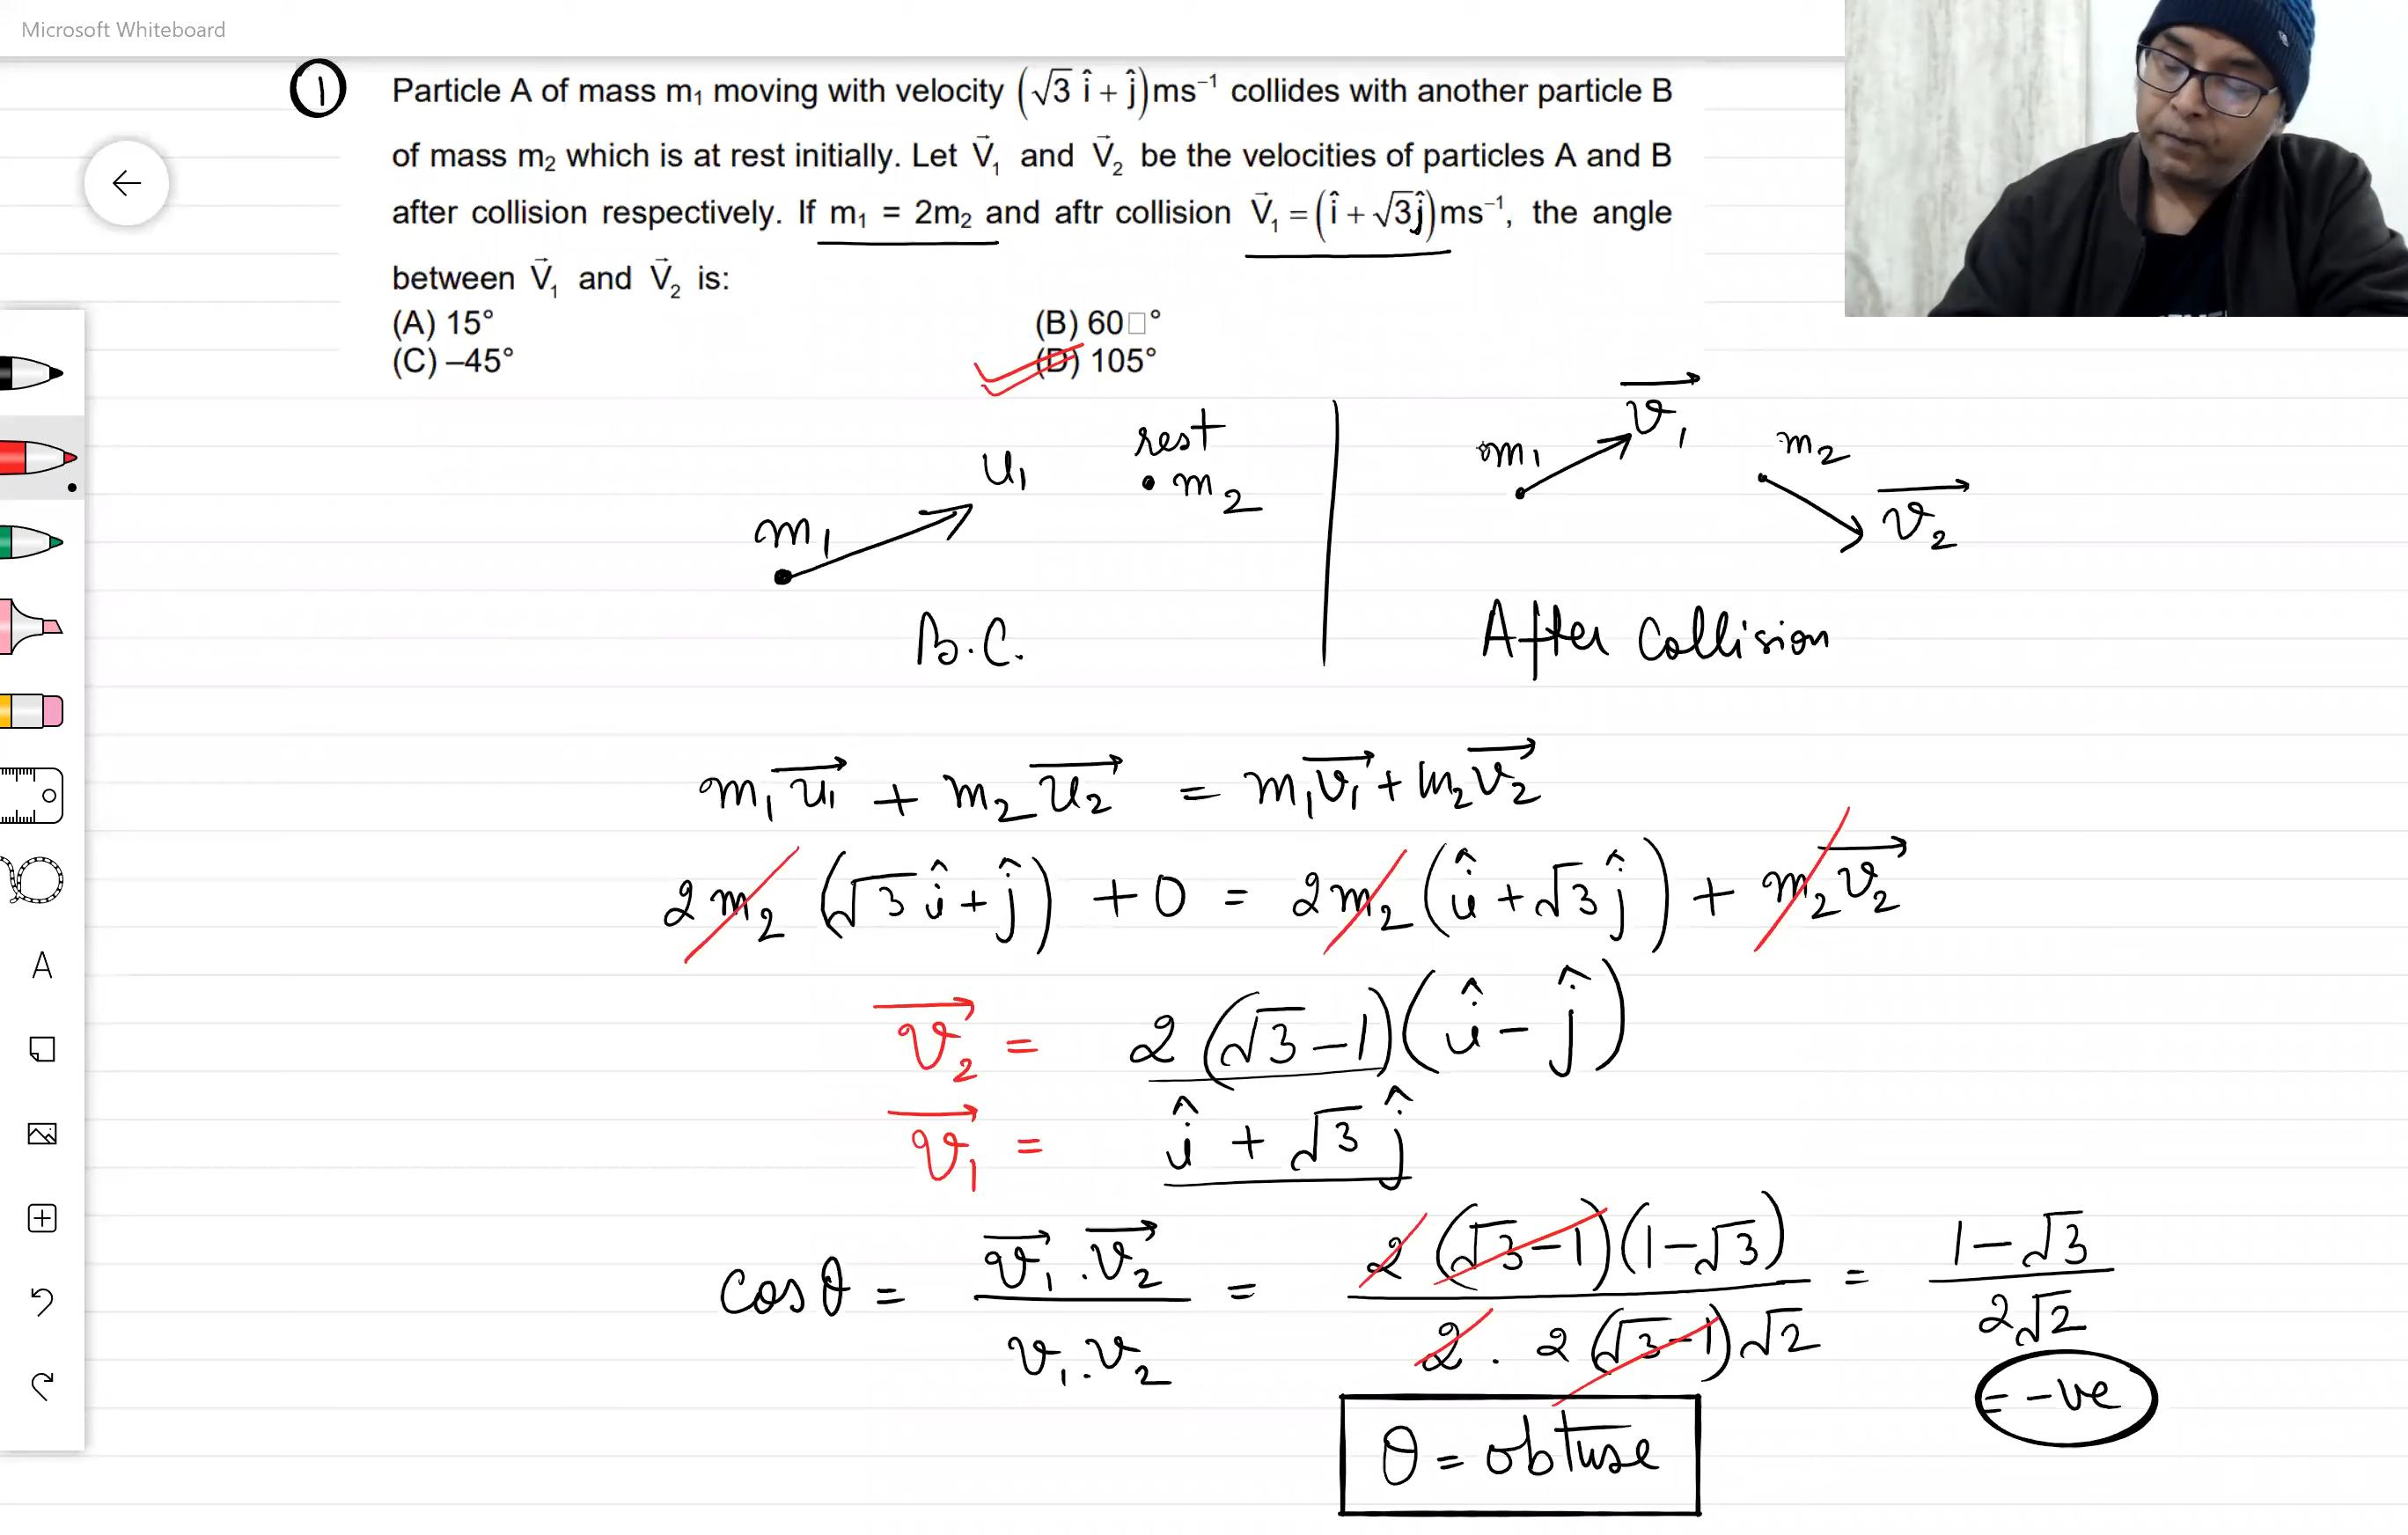 Microsoft Whiteboard
1
Particle A of mass m₁ moving with velocity (√3 î + ĵ)ms⁻¹ collides with another particle B
of mass m₂ which is at rest initially. Let V⃗₁ and V⃗₂ be the velocities of particles A and B
after collision respectively. If m₁ = 2m₂ and aftr collision V⃗₁ = (î + √3ĵ)ms⁻¹, the angle
between V⃗₁ and V⃗₂ is:
(A) 15° (B) 60□°
(C) –45° (D) 105°
m₁ u₁ rest m₂
m₁ v⃗₁ m₂ v⃗₂
B.C. After Collision
m₁u⃗₁ + m₂u⃗₂ = m₁v⃗₁ + m₂v⃗₂
2m₂ (√3 î + ĵ) + 0 = 2m₂ (î + √3 ĵ) + m₂v⃗₂
v⃗₂ = 2(√3 – 1)(î – ĵ)
v⃗₁ = î + √3 ĵ
cosθ = v⃗₁ . v⃗₂ / v₁ . v₂ = 2(√3 – 1)(1 – √3) / 2 . 2(√3 – 1)√2 = 1 – √3 / 2√2
= -ve
θ = obtuse
A